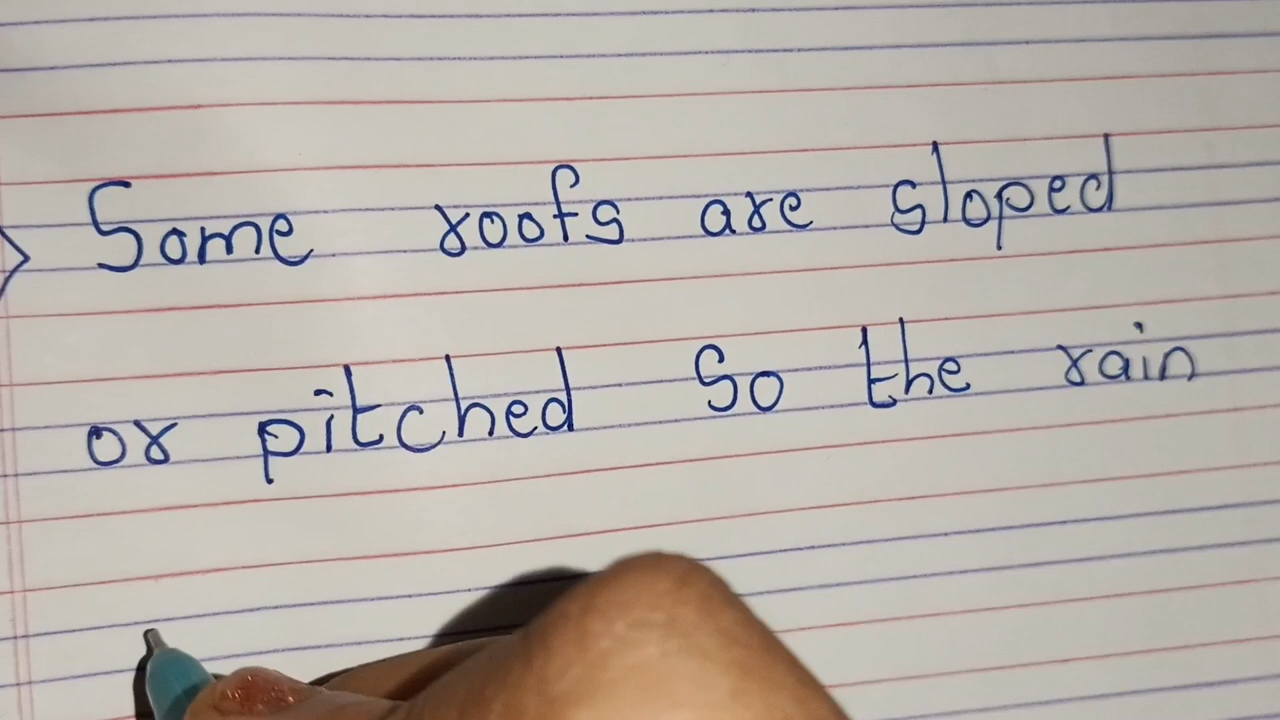 Some roofs are sloped
or pitched So the rain